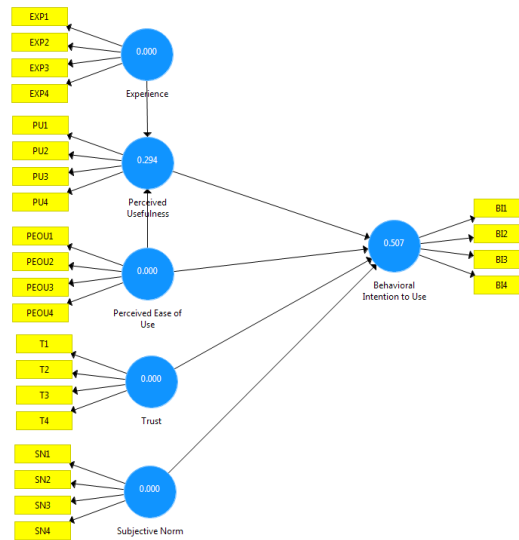 EXP1
EXP2
EXP3
EXP4
0.000
Experience
PU1
PU2
PU3
PU4
0.294
Perceived
Usefulness
PEOU1
PEOU2
PEOU3
PEOU4
0.000
Perceived Ease of
Use
T1
T2
T3
T4
0.000
Trust
SN1
SN2
SN3
SN4
0.000
Subjective Norm
0.507
Behavioral
Intention to Use
BI1
BI2
BI3
BI4